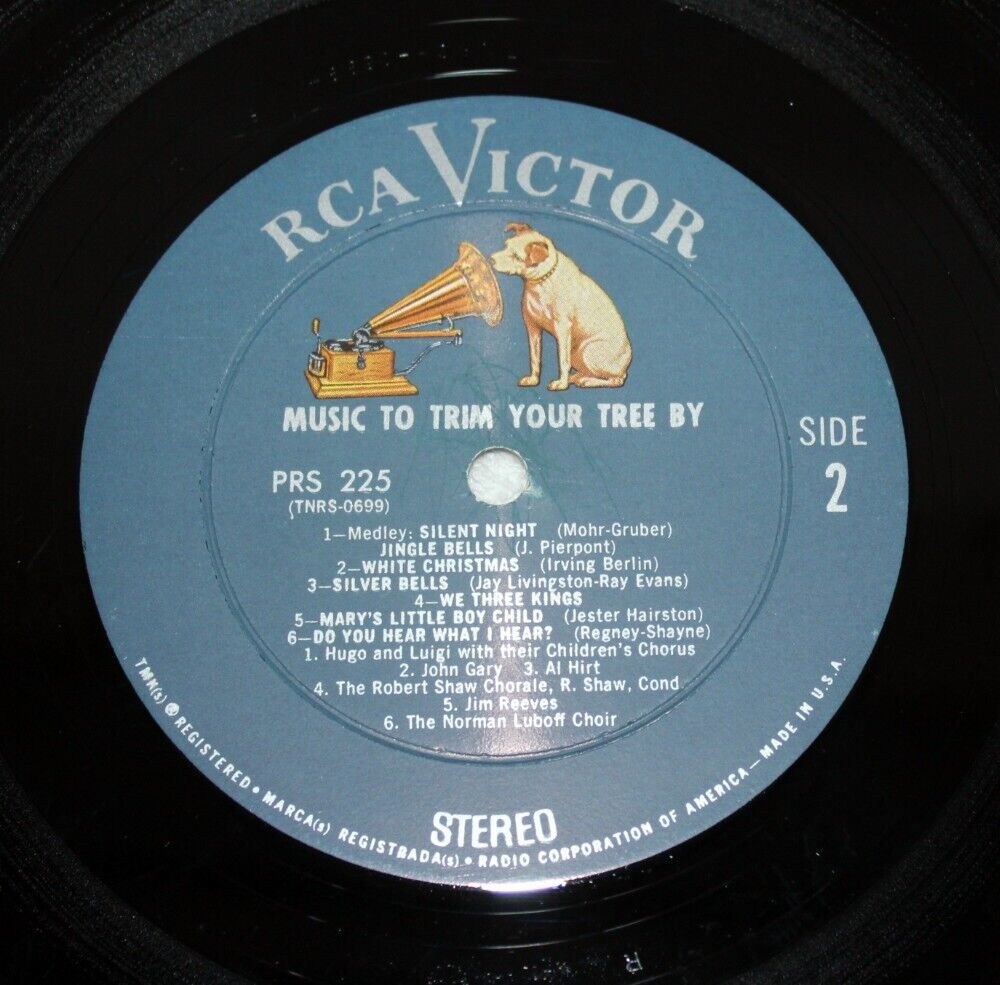 RCA VICTOR
MUSIC TO TRIM YOUR TREE BY
SIDE
2
PRS 225
(TNRS-0699)
1—Medley: SILENT NIGHT (Mohr-Gruber)
JINGLE BELLS (J. Pierpont)
2—WHITE CHRISTMAS (Irving Berlin)
3—SILVER BELLS (Jay Livingston-Ray Evans)
4—WE THREE KINGS
5—MARY'S LITTLE BOY CHILD (Jester Hairston)
6—DO YOU HEAR WHAT I HEAR? (Regney-Shayne)
1. Hugo and Luigi with their Children's Chorus
2. John Gary 3. Al Hirt
4. The Robert Shaw Chorale, R. Shaw, Cond
5. Jim Reeves
6. The Norman Luboff Choir
STEREO
TMK(s) ® REGISTERED • MARCA(s) REGISTRADA(s) • RADIO CORPORATION OF AMERICA—MADE IN U.S.A.
R